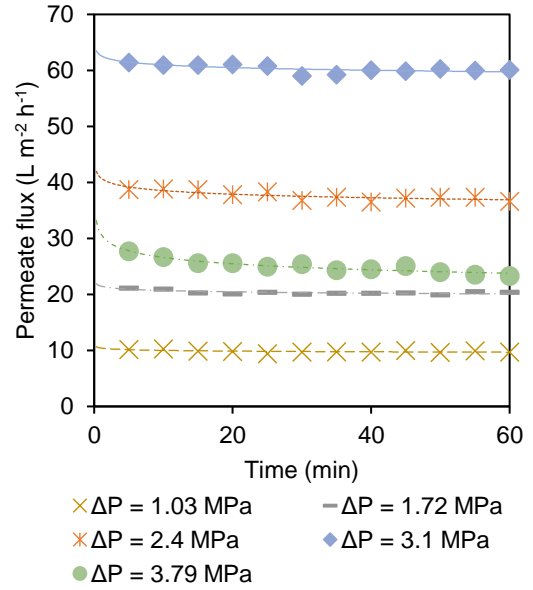 70
60
50
40
30
20
10
0
Permeate flux (L m⁻² h⁻¹)
0 20 40 60
Time (min)
ΔP = 1.03 MPa ΔP = 1.72 MPa
ΔP = 2.4 MPa ΔP = 3.1 MPa
ΔP = 3.79 MPa